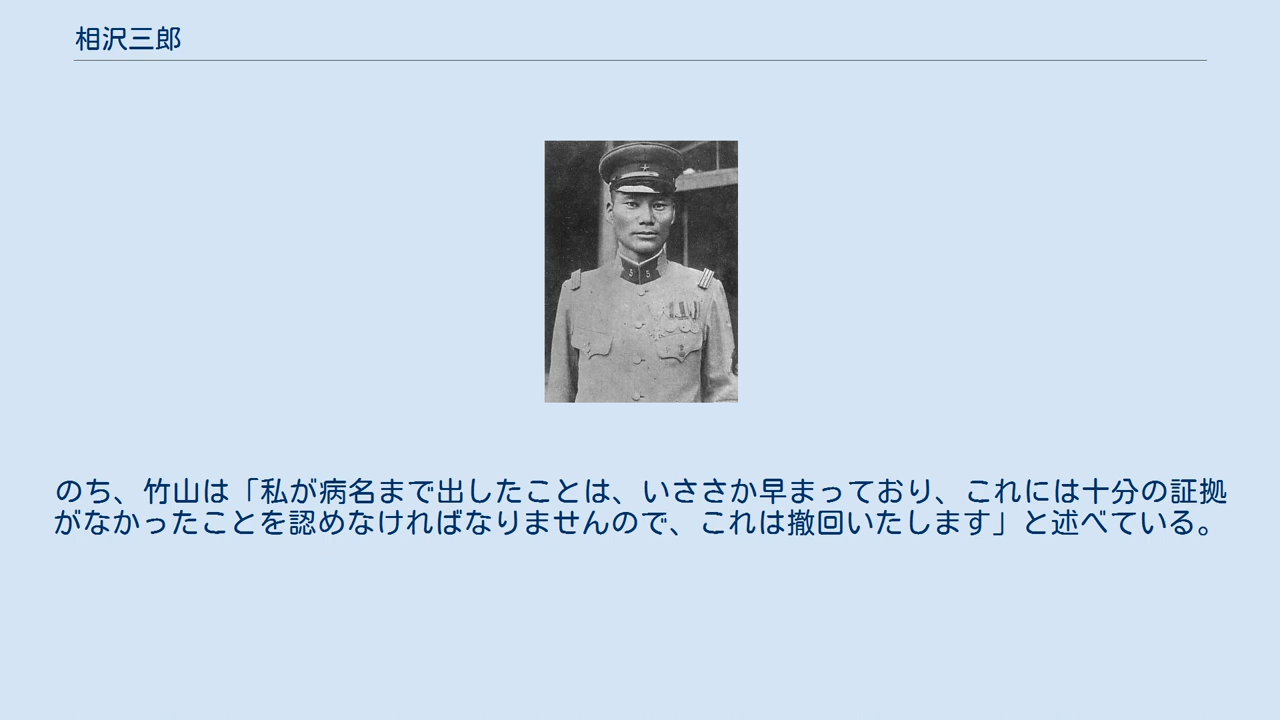 相沢三郎
のち、竹山は「私が病名まで出したことは、いささか早まっており、これには十分の証拠
がなかったことを認めなければなりませんので、これは撤回いたします」と述べている。